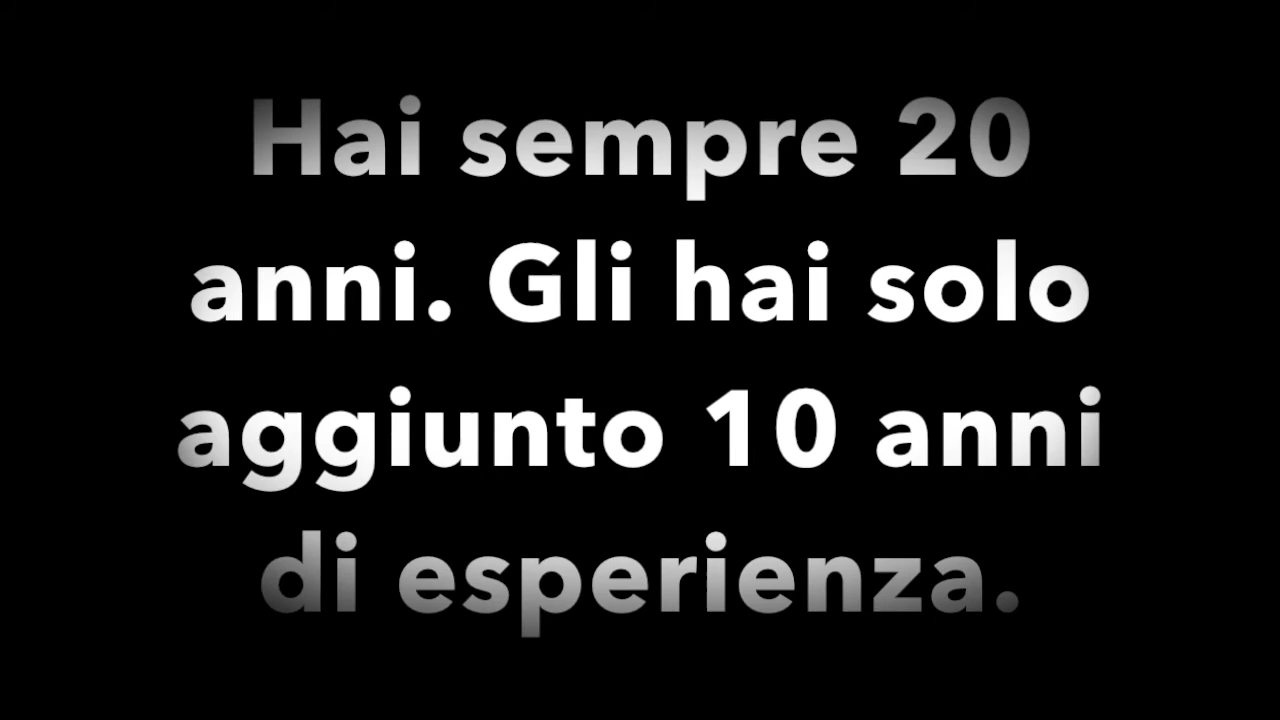 Hai sempre 20
anni. Gli hai solo
aggiunto 10 anni
di esperienza.